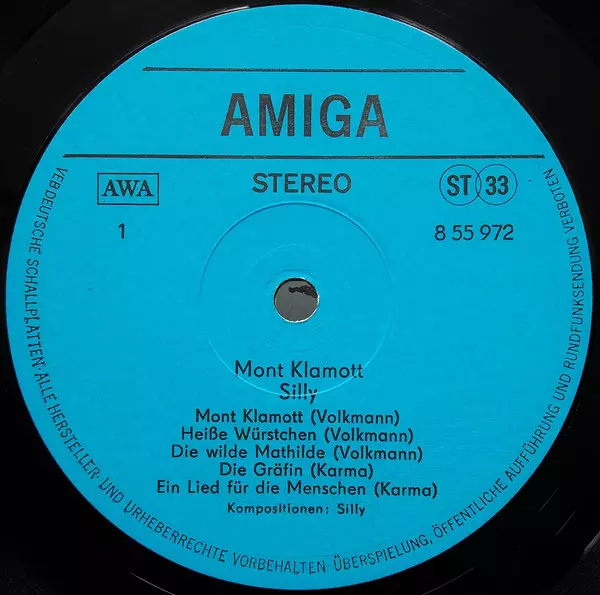 AMIGA
AWA
STEREO
ST 33
1
8 55 972
Mont Klamott
Silly
Mont Klamott (Volkmann)
Heiße Würstchen (Volkmann)
Die wilde Mathilde (Volkmann)
Die Gräfin (Karma)
Ein Lied für die Menschen (Karma)
Kompositionen: Silly
VEB DEUTSCHE SCHALLPLATTEN · ALLE HERSTELLER- UND URHEBERRECHTE VORBEHALTEN · ÜBERSPIELUNG, ÖFFENTLICHE AUFFÜHRUNG UND RUNDFUNKSENDUNG VERBOTEN